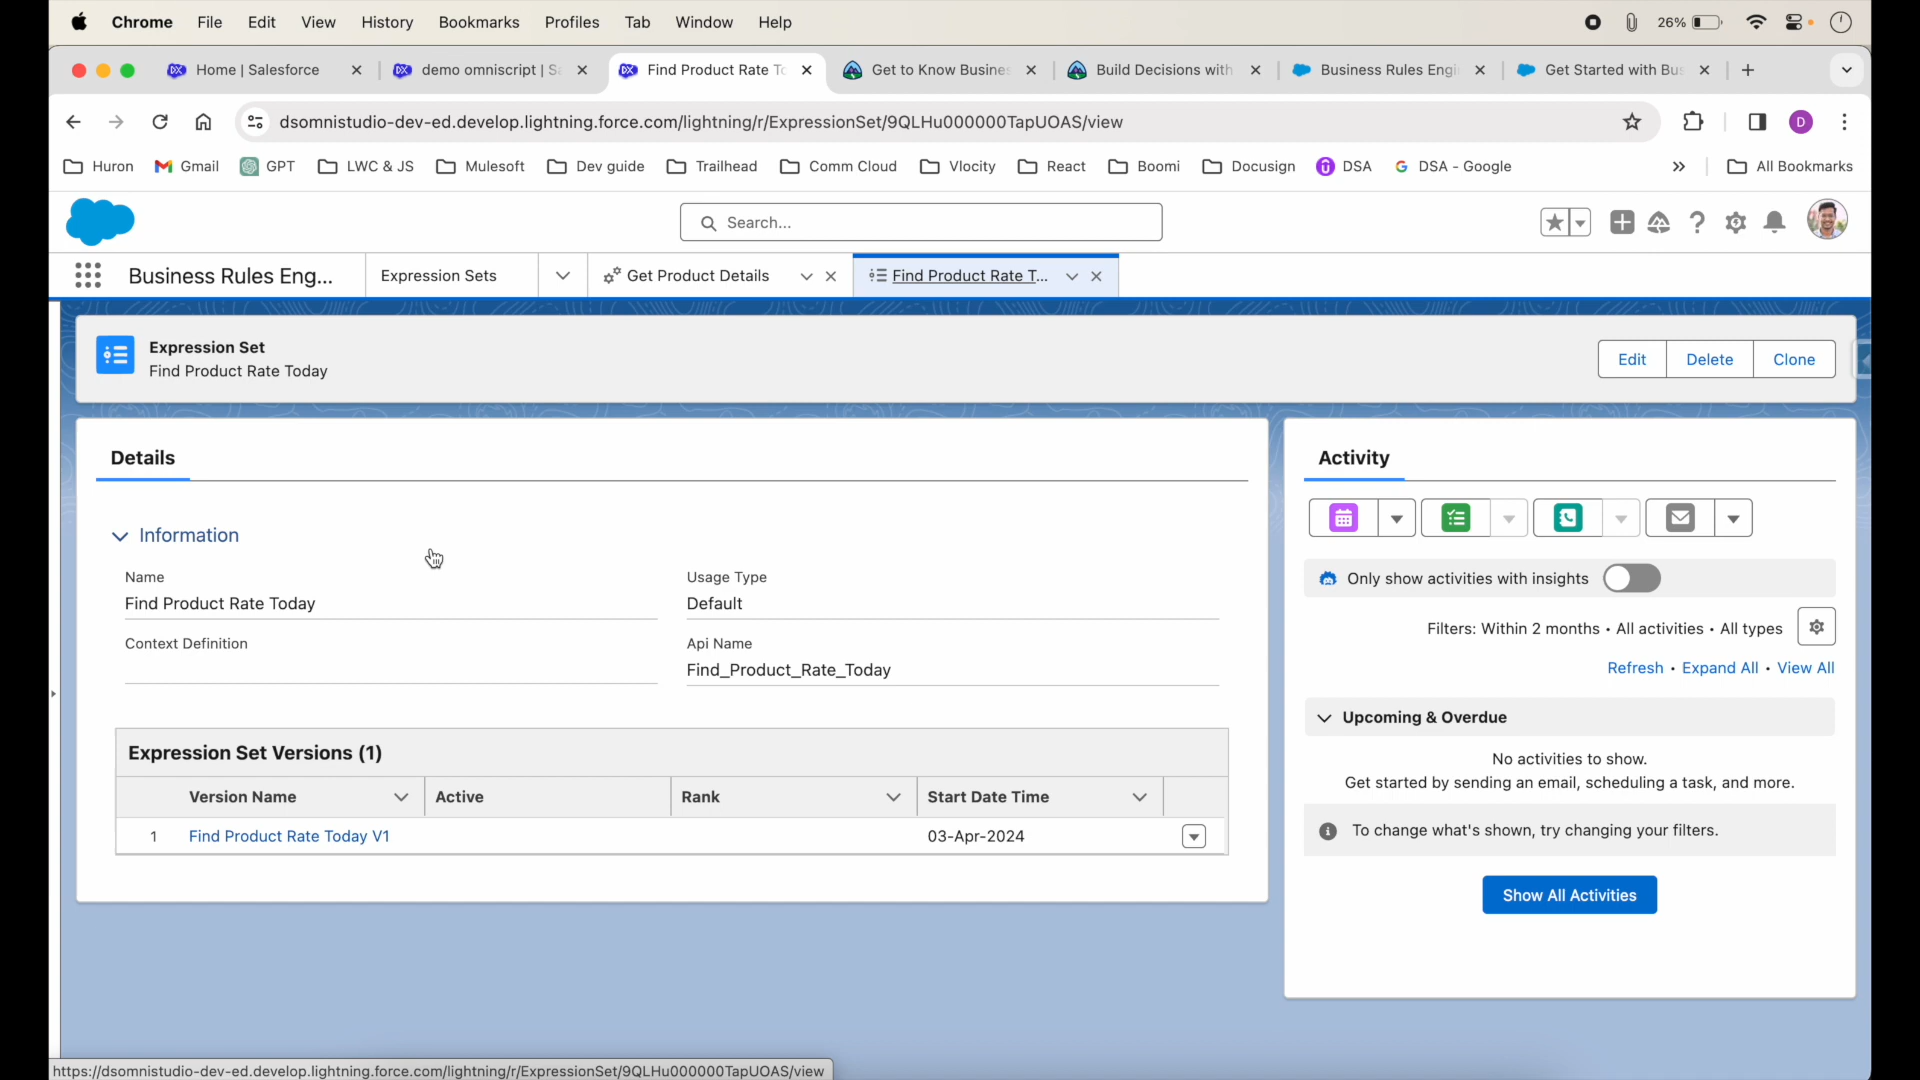 Chrome File Edit View History Bookmarks Profiles Tab Window Help 26%
Home | Salesforce demo omniscript | S Find Product Rate To Get to Know Busine Build Decisions with Business Rules Engi Get Started with Bus
dsomnistudio-dev-ed.develop.lightning.force.com/lightning/r/ExpressionSet/9QLHu000000TapUOAS/view D
Huron Gmail GPT LWC & JS Mulesoft Dev guide Trailhead Comm Cloud Vlocity React Boomi Docusign DSA DSA - Google » All Bookmarks
Search...
Business Rules Eng... Expression Sets Get Product Details Find Product Rate T...
Expression Set
Find Product Rate Today
Edit Delete Clone
Details
Information
Name
Find Product Rate Today
Usage Type
Default
Context Definition
Api Name
Find_Product_Rate_Today
Expression Set Versions (1)
Version Name Active Rank Start Date Time
1 Find Product Rate Today V1 03-Apr-2024
Activity
Only show activities with insights
Filters: Within 2 months • All activities • All types
Refresh • Expand All • View All
Upcoming & Overdue
No activities to show.
Get started by sending an email, scheduling a task, and more.
To change what's shown, try changing your filters.
Show All Activities
https://dsomnistudio-dev-ed.develop.lightning.force.com/lightning/r/ExpressionSet/9QLHu000000TapUOAS/view